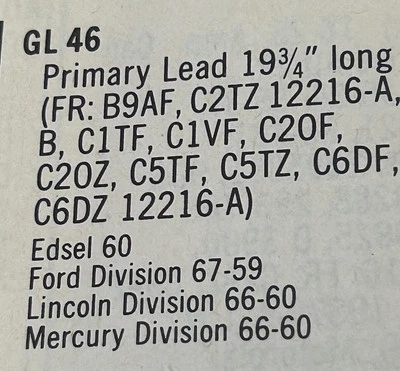 GL 46
Primary Lead 19¾" long
(FR: B9AF, C2TZ 12216-A,
B, C1TF, C1VF, C2OF,
C2OZ, C5TF, C5TZ, C6DF,
C6DZ 12216-A)
Edsel 60
Ford Division 67-59
Lincoln Division 66-60
Mercury Division 66-60